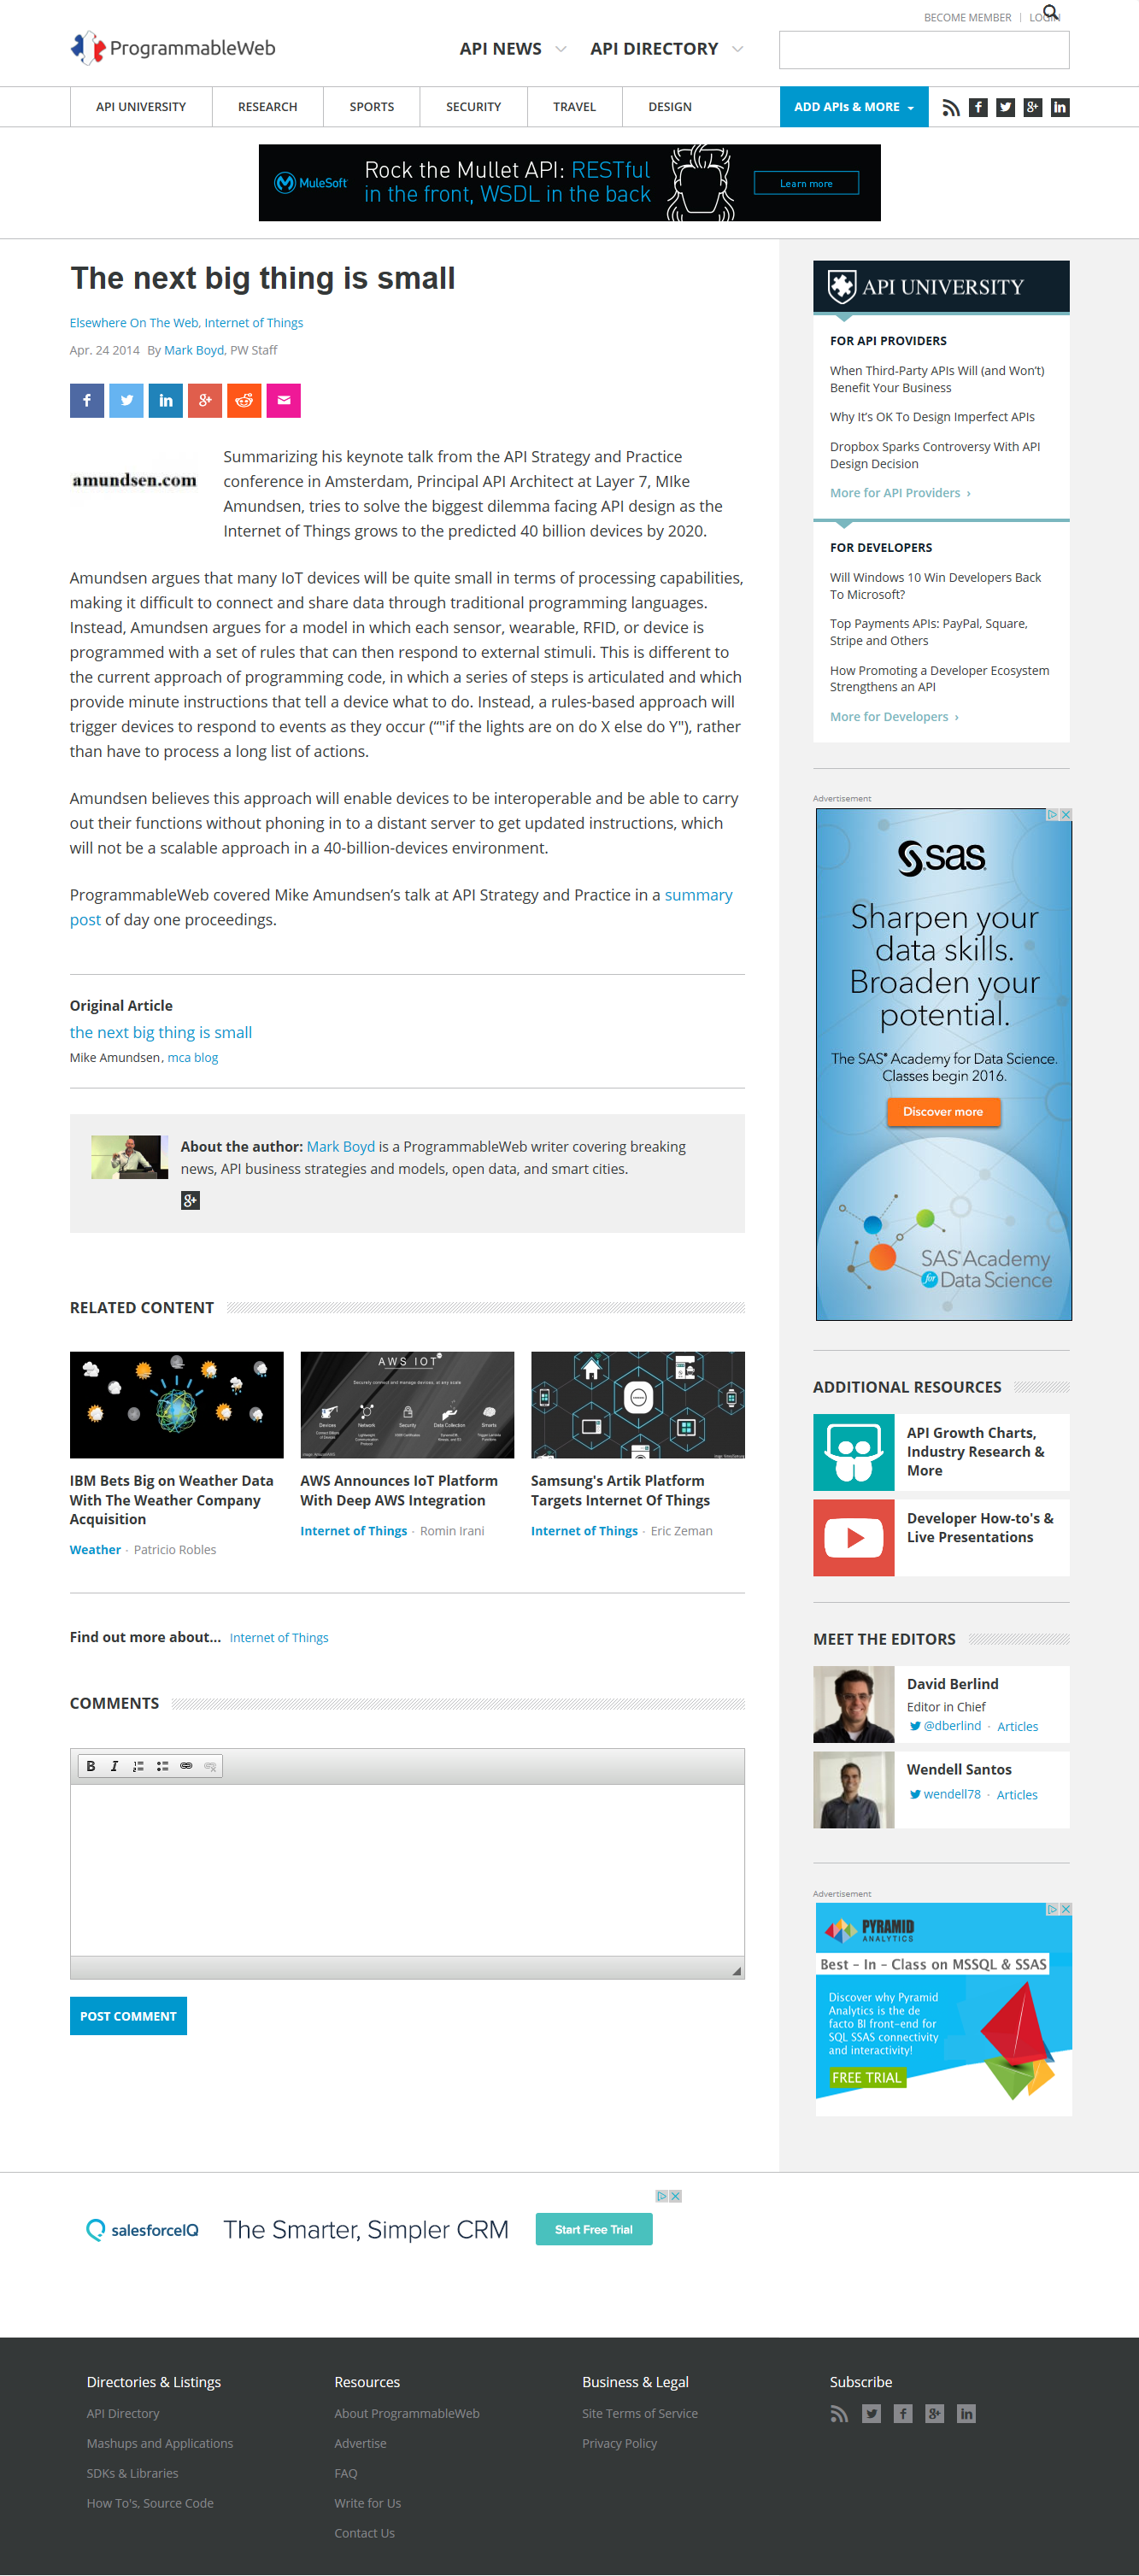 BECOME MEMBER
LOGIN
ProgrammableWeb
API NEWS
API DIRECTORY
API UNIVERSITY
RESEARCH
SPORTS
SECURITY
TRAVEL
DESIGN
ADD APIs & MORE
MuleSoft
Rock the Mullet API: RESTful
in the front, WSDL in the back
Learn more
The next big thing is small
Elsewhere On The Web, Internet of Things
Apr. 24 2014 By Mark Boyd, PW Staff
amundsen.com
Summarizing his keynote talk from the API Strategy and Practice
conference in Amsterdam, Principal API Architect at Layer 7, MIke
Amundsen, tries to solve the biggest dilemma facing API design as the
Internet of Things grows to the predicted 40 billion devices by 2020.
Amundsen argues that many IoT devices will be quite small in terms of processing capabilities,
making it difficult to connect and share data through traditional programming languages.
Instead, Amundsen argues for a model in which each sensor, wearable, RFID, or device is
programmed with a set of rules that can then respond to external stimuli. This is different to
the current approach of programming code, in which a series of steps is articulated and which
provide minute instructions that tell a device what to do. Instead, a rules-based approach will
trigger devices to respond to events as they occur (“"if the lights are on do X else do Y"), rather
than have to process a long list of actions.
Amundsen believes this approach will enable devices to be interoperable and be able to carry
out their functions without phoning in to a distant server to get updated instructions, which
will not be a scalable approach in a 40-billion-devices environment.
ProgrammableWeb covered Mike Amundsen’s talk at API Strategy and Practice in a summary
post of day one proceedings.
Original Article
the next big thing is small
Mike Amundsen, mca blog
About the author: Mark Boyd is a ProgrammableWeb writer covering breaking
news, API business strategies and models, open data, and smart cities.
RELATED CONTENT
AWS IOT
Securely connect and manage devices, at any scale
Devices
Network
Security
Data Collection
Smarts
IBM Bets Big on Weather Data
With The Weather Company
Acquisition
Weather · Patricio Robles
AWS Announces IoT Platform
With Deep AWS Integration
Internet of Things · Romin Irani
Samsung's Artik Platform
Targets Internet Of Things
Internet of Things · Eric Zeman
Find out more about... Internet of Things
COMMENTS
B I
POST COMMENT
API UNIVERSITY
FOR API PROVIDERS
When Third-Party APIs Will (and Won’t)
Benefit Your Business
Why It’s OK To Design Imperfect APIs
Dropbox Sparks Controversy With API
Design Decision
More for API Providers ›
FOR DEVELOPERS
Will Windows 10 Win Developers Back
To Microsoft?
Top Payments APIs: PayPal, Square,
Stripe and Others
How Promoting a Developer Ecosystem
Strengthens an API
More for Developers ›
Advertisement
sas
Sharpen your
data skills.
Broaden your
potential.
The SAS® Academy for Data Science.
Classes begin 2016.
Discover more
SAS® Academy
for Data Science
ADDITIONAL RESOURCES
API Growth Charts,
Industry Research &
More
Developer How-to's &
Live Presentations
MEET THE EDITORS
David Berlind
Editor in Chief
@dberlind · Articles
Wendell Santos
wendell78 · Articles
Advertisement
PYRAMID
ANALYTICS
Best - In - Class on MSSQL & SSAS
Discover why Pyramid
Analytics is the de
facto BI front-end for
SQL SSAS connectivity
and interactivity!
FREE TRIAL
salesforceIQ
The Smarter, Simpler CRM
Start Free Trial
Directories & Listings
API Directory
Mashups and Applications
SDKs & Libraries
How To's, Source Code
Resources
About ProgrammableWeb
Advertise
FAQ
Write for Us
Contact Us
Business & Legal
Site Terms of Service
Privacy Policy
Subscribe